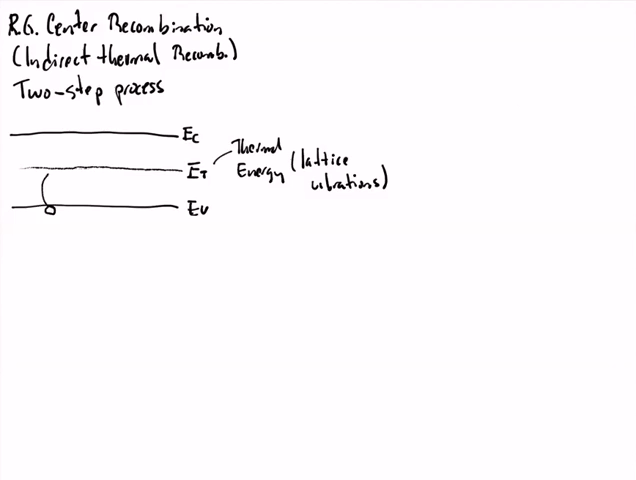 R.G. Center Recombination
(Indirect thermal Recomb.)
Two-step process
Ec
ET
Thermal
Energy
(lattice
vibrations)
Ev